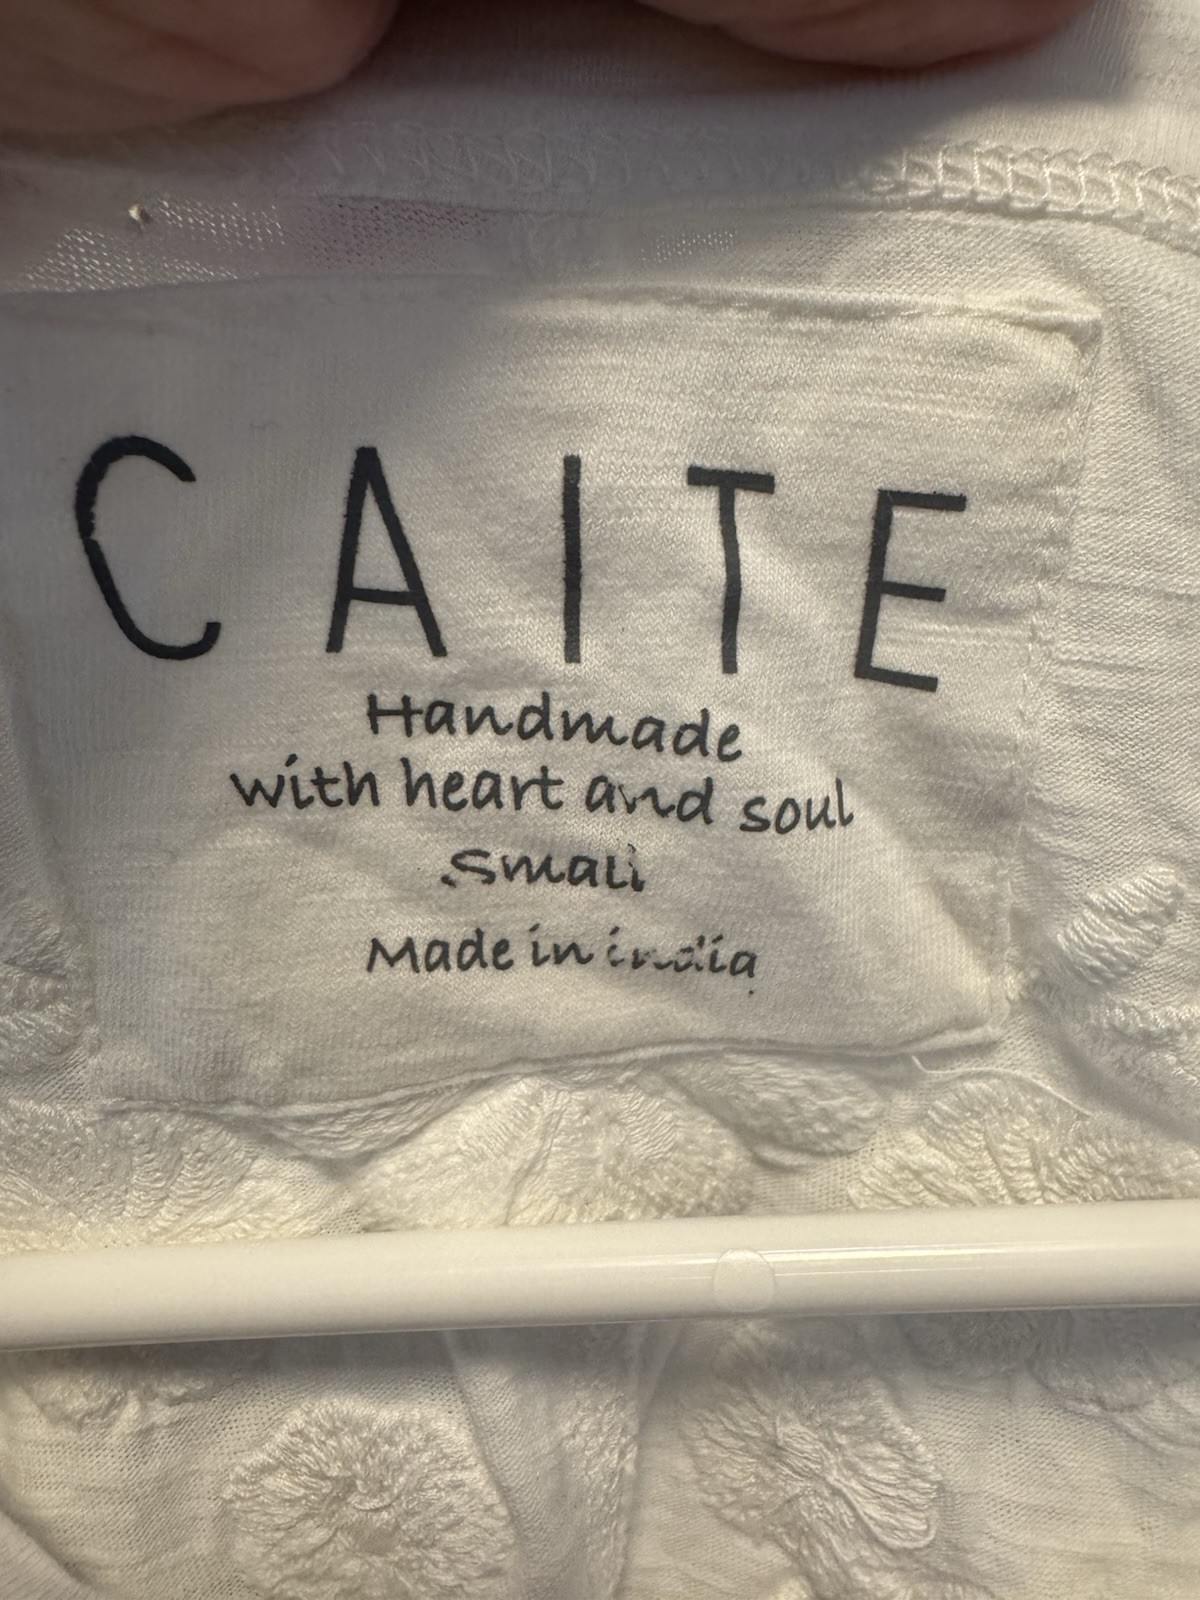 CAITE
Handmade
with heart and soul
Small
Made in india